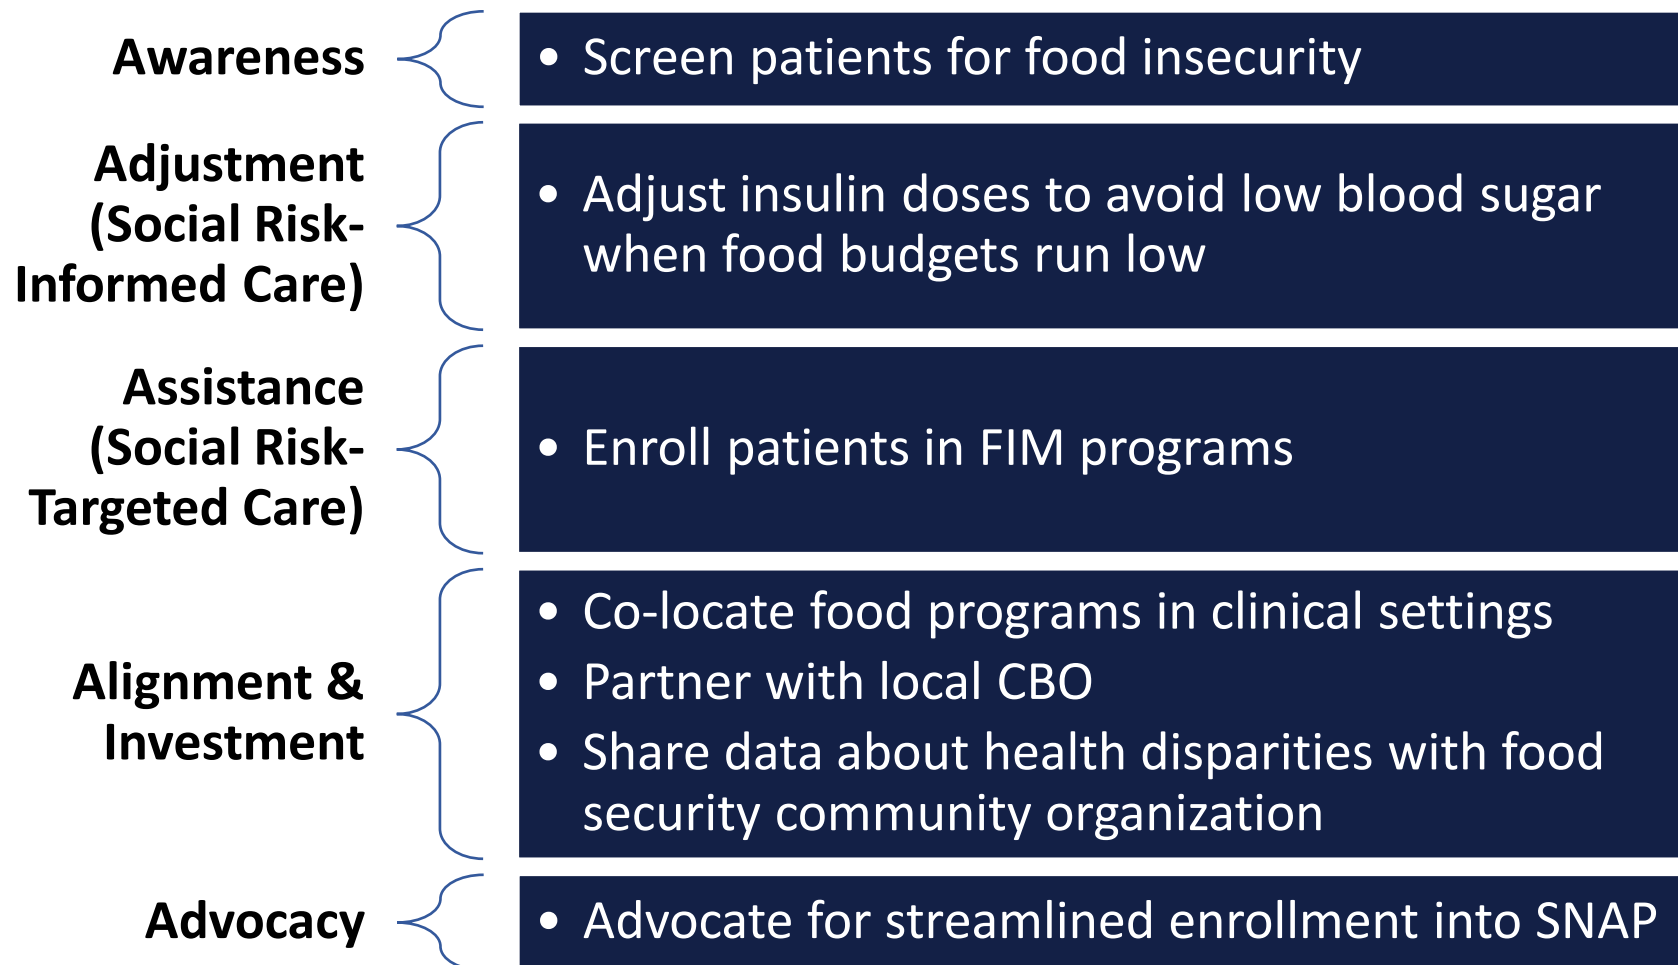 Awareness
• Screen patients for food insecurity
Adjustment
(Social Risk-
Informed Care)
• Adjust insulin doses to avoid low blood sugar
when food budgets run low
Assistance
(Social Risk-
Targeted Care)
• Enroll patients in FIM programs
Alignment &
Investment
• Co-locate food programs in clinical settings
• Partner with local CBO
• Share data about health disparities with food
security community organization
Advocacy
• Advocate for streamlined enrollment into SNAP